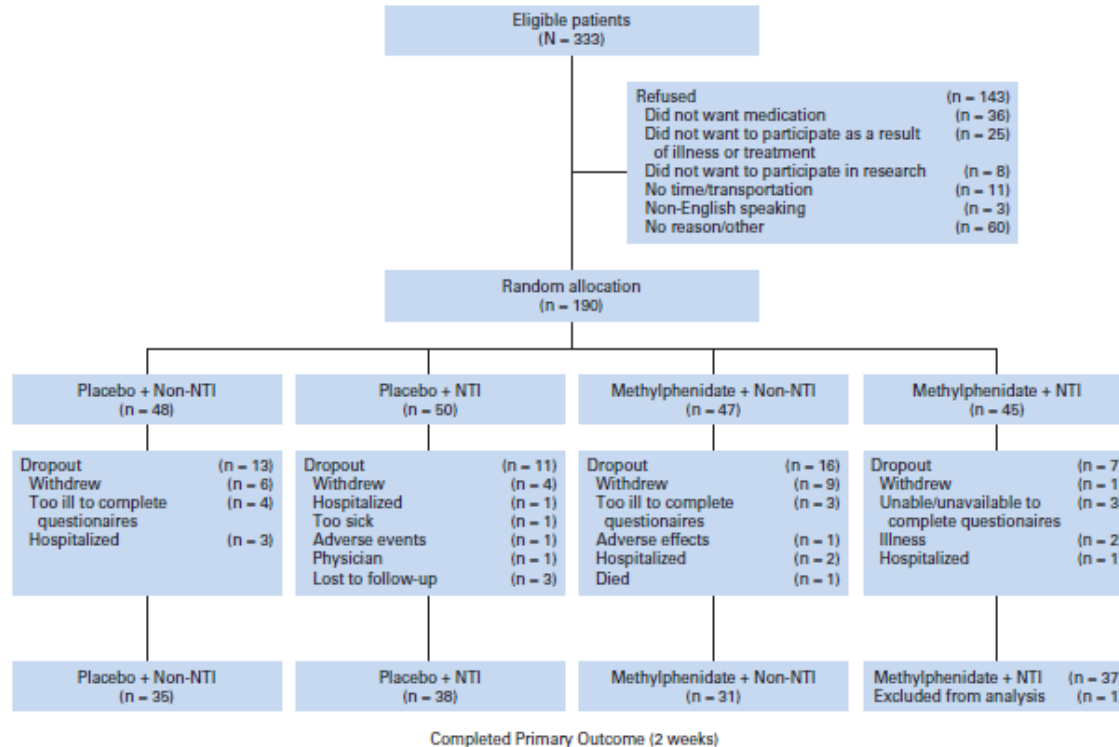 Eligible patients
(N = 333)
Refused (n = 143)
Did not want medication (n = 36)
Did not want to participate as a result (n = 25)
of illness or treatment
Did not want to participate in research (n = 8)
No time/transportation (n = 11)
Non-English speaking (n = 3)
No reason/other (n = 60)
Random allocation
(n = 190)
Placebo + Non-NTI
(n = 48)
Placebo + NTI
(n = 50)
Methylphenidate + Non-NTI
(n = 47)
Methylphenidate + NTI
(n = 45)
Dropout (n = 13)
Withdrew (n = 6)
Too ill to complete (n = 4)
questionaires
Hospitalized (n = 3)
Dropout (n = 11)
Withdrew (n = 4)
Hospitalized (n = 1)
Too sick (n = 1)
Adverse events (n = 1)
Physician (n = 1)
Lost to follow-up (n = 3)
Dropout (n = 16)
Withdrew (n = 9)
Too ill to complete (n = 3)
questionaires
Adverse effects (n = 1)
Hospitalized (n = 2)
Died (n = 1)
Dropout (n = 7
Withdrew (n = 1
Unable/unavailable to (n = 3
complete questionaires
Illness (n = 2
Hospitalized (n = 1
Placebo + Non-NTI
(n = 35)
Placebo + NTI
(n = 38)
Methylphenidate + Non-NTI
(n = 31)
Methylphenidate + NTI (n = 37
Excluded from analysis (n = 1
Completed Primary Outcome (2 weeks)